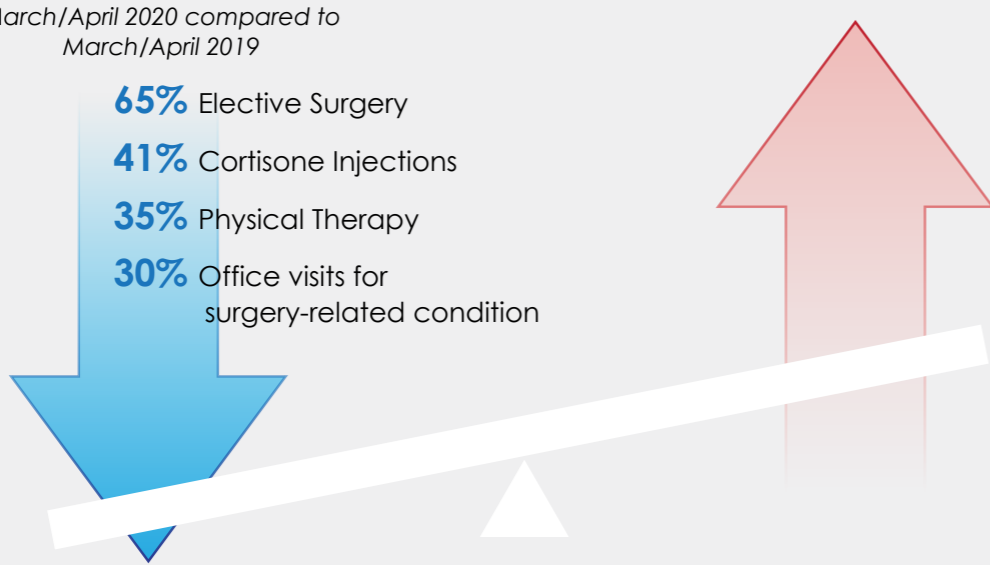 March/April 2020 compared to
March/April 2019
65% Elective Surgery
41% Cortisone Injections
35% Physical Therapy
30% Office visits for
surgery-related condition